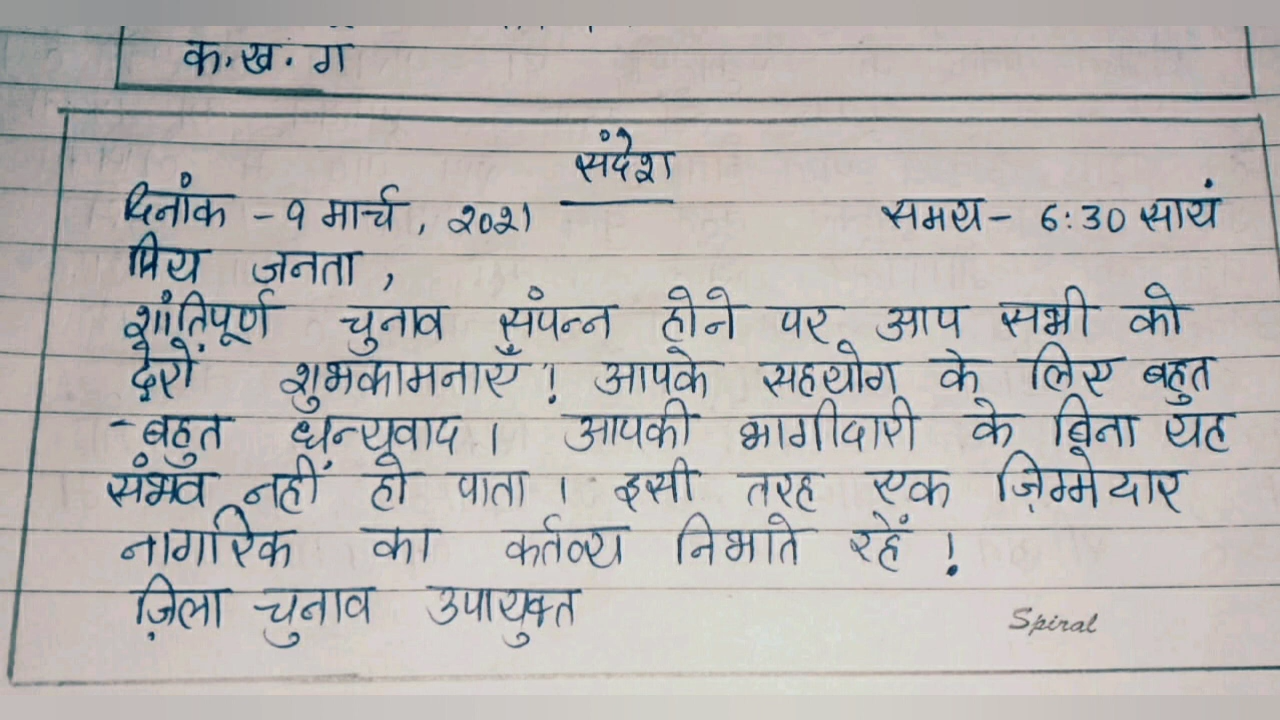 क.ख.ग
संदेश
दिनांक - 9 मार्च, 2021 समय - 6:30 सायं
प्रिय जनता,
शांतिपूर्ण चुनाव संपन्न होने पर आप सभी को
ढ़ेरों शुभकामनाएँ! आपके सहयोग के लिए बहुत
-बहुत धन्यवाद। आपकी भागीदारी के बिना यह
संभव नहीं हो पाता। इसी तरह एक ज़िम्मेदार
नागरिक का कर्तव्य निभाते रहें!
ज़िला चुनाव उपायुक्त
Spiral